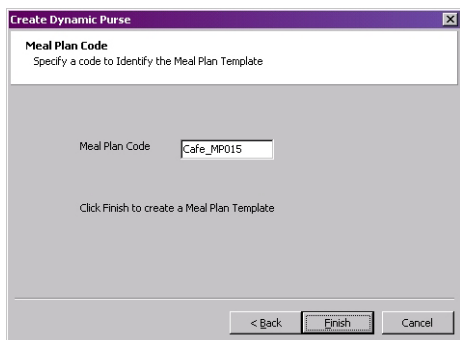 Create Dynamic Purse
Meal Plan Code
Specify a code to Identify the Meal Plan Template
Meal Plan Code
Cafe_MP015
Click Finish to create a Meal Plan Template
< Back
Finish
Cancel